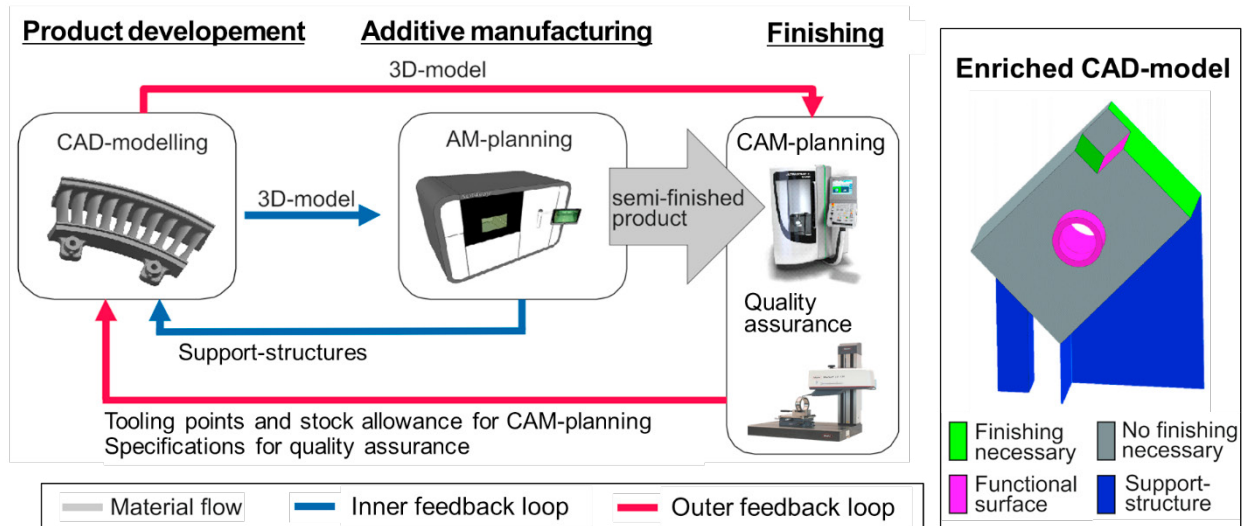 Product developement
Additive manufacturing
Finishing
3D-model
CAD-modelling
3D-model
AM-planning
semi-finished
product
CAM-planning
Quality
assurance
Support-structures
Tooling points and stock allowance for CAM-planning
Specifications for quality assurance
Material flow
Inner feedback loop
Outer feedback loop
Enriched CAD-model
Finishing
necessary
No finishing
necessary
Functional
surface
Support-
structure